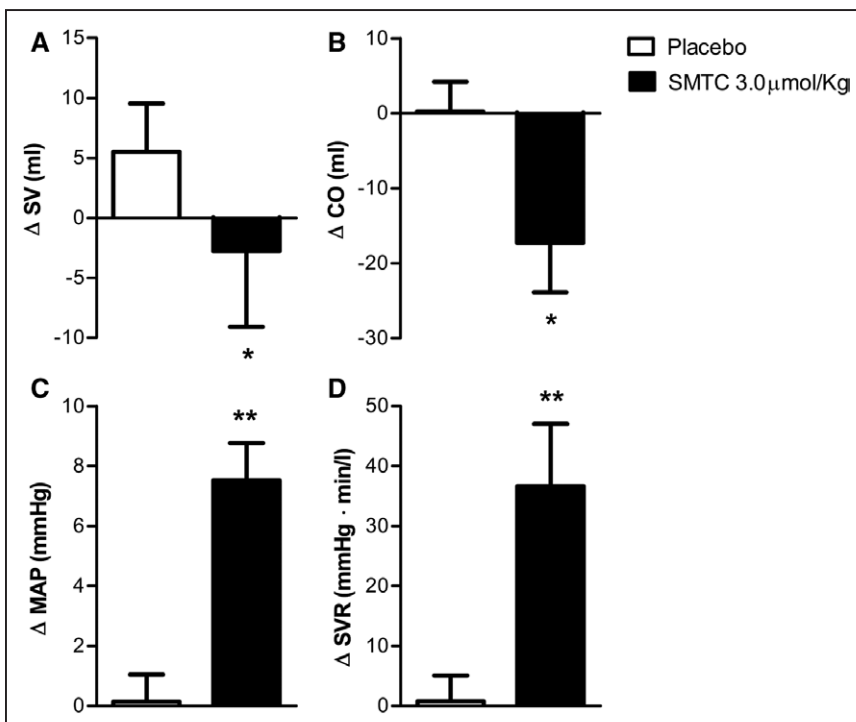 A
Δ SV (ml)
15
10
5
0
-5
-10
*
B
Δ CO (ml)
10
0
-10
-20
-30
*
Placebo
SMTC 3.0μmol/Kg
C
Δ MAP (mmHg)
10
8
6
4
2
0
**
D
Δ SVR (mmHg · min/l)
50
40
30
20
10
0
**